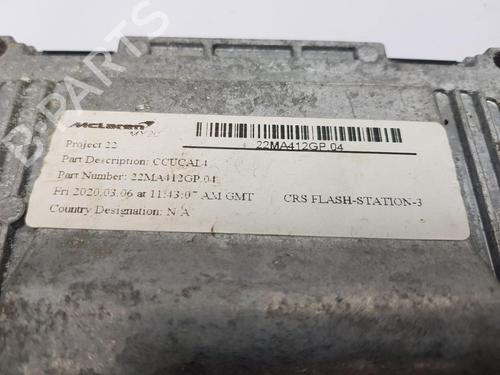 McLaren
MY20
22MA412GP.04
Project 22
Part Description: CCUCAL4
Part Number: 22MA412GP.04
Fri 2020.03.06 at 11:43:07 AM GMT
CRS FLASH-STATION-3
Country Designation: N/A
B-PARTS